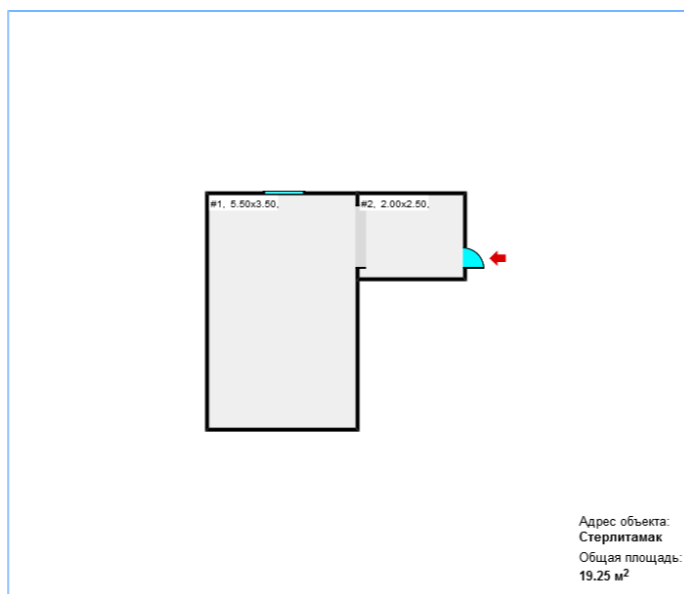 #1, 5.50x3.50,
#2, 2.00x2.50,
Адрес объекта:
Стерлитамак
Общая площадь:
19.25 м²